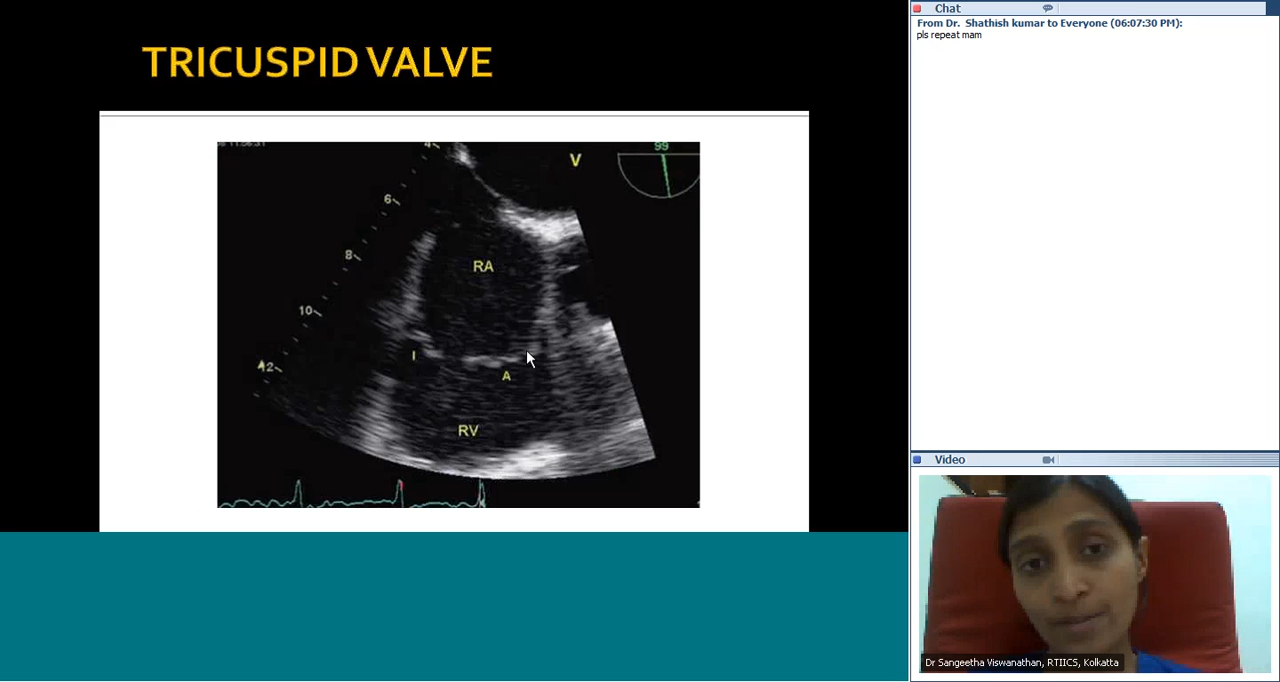 TRICUSPID VALVE
4
V
99
6
8
RA
10
I
12
A
RV
Chat
From Dr. Shathish kumar to Everyone (06:07:30 PM):
pls repeat mam
Video
Dr Sangeetha Viswanathan, RTIICS, Kolkatta